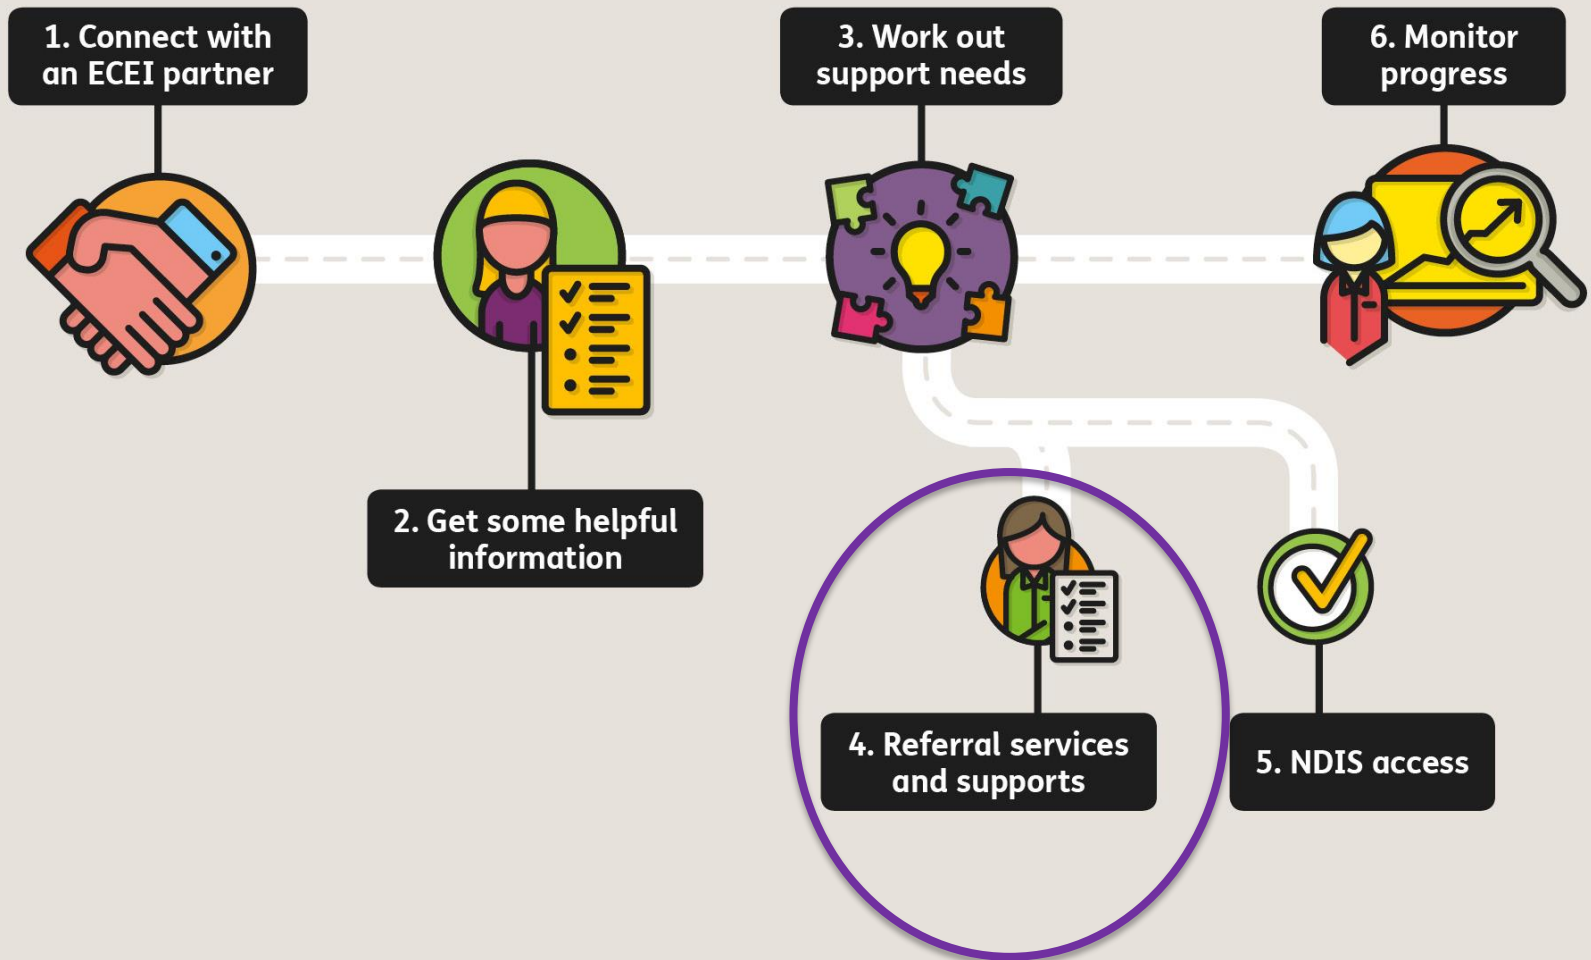 1. Connect with
an ECEI partner
2. Get some helpful
information
3. Work out
support needs
4. Referral services
and supports
5. NDIS access
6. Monitor
progress